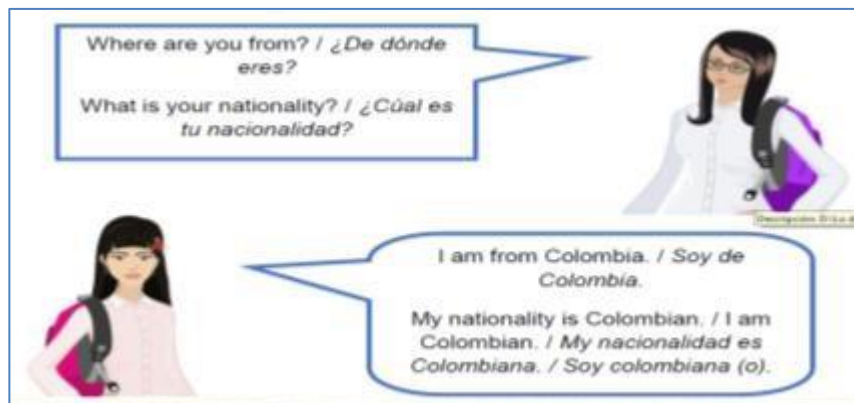 Where are you from? / ¿De dónde
eres?
What is your nationality? / ¿Cúal es
tu nacionalidad?
I am from Colombia. / Soy de
Colombia.
My nationality is Colombian. / I am
Colombian. / My nacionalidad es
Colombiana. / Soy colombiana (o).